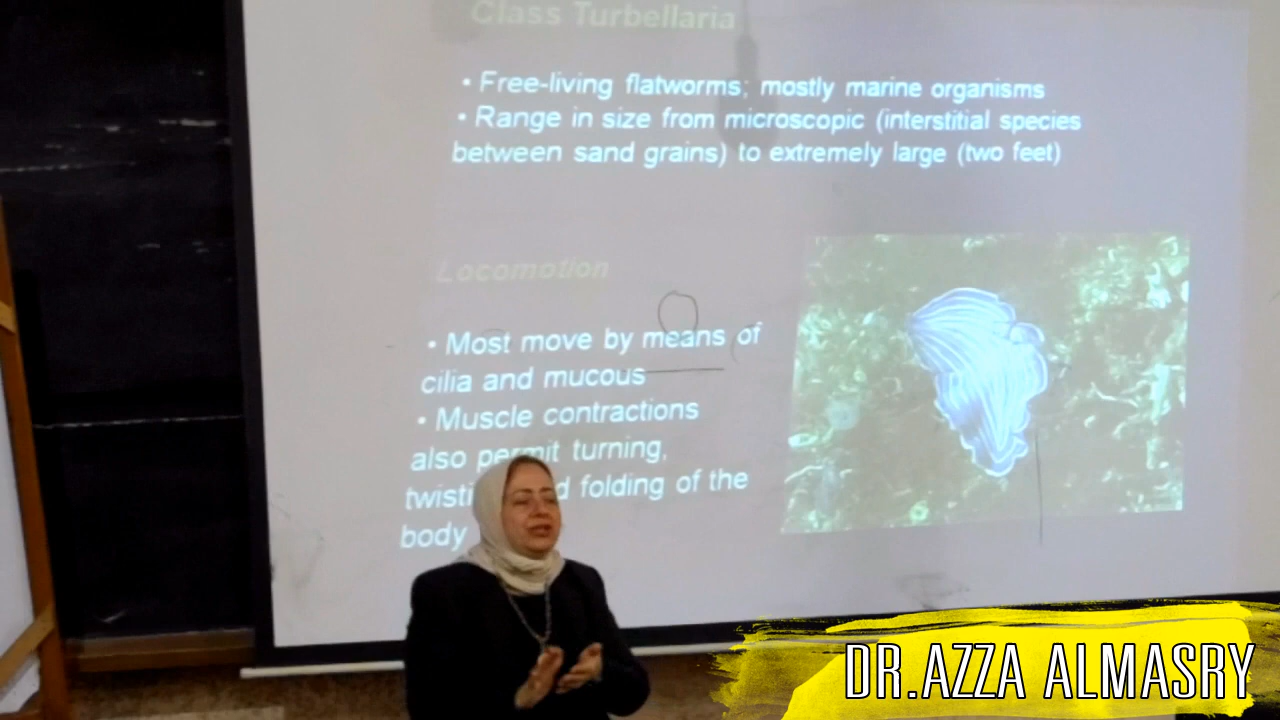 Class Turbellaria
• Free-living flatworms; mostly marine organisms
• Range in size from microscopic (interstitial species
between sand grains) to extremely large (two feet)
Locomotion
• Most move by means of
cilia and mucous
• Muscle contractions
also permit turning,
folding of the
body
DR.AZZA ALMASRY